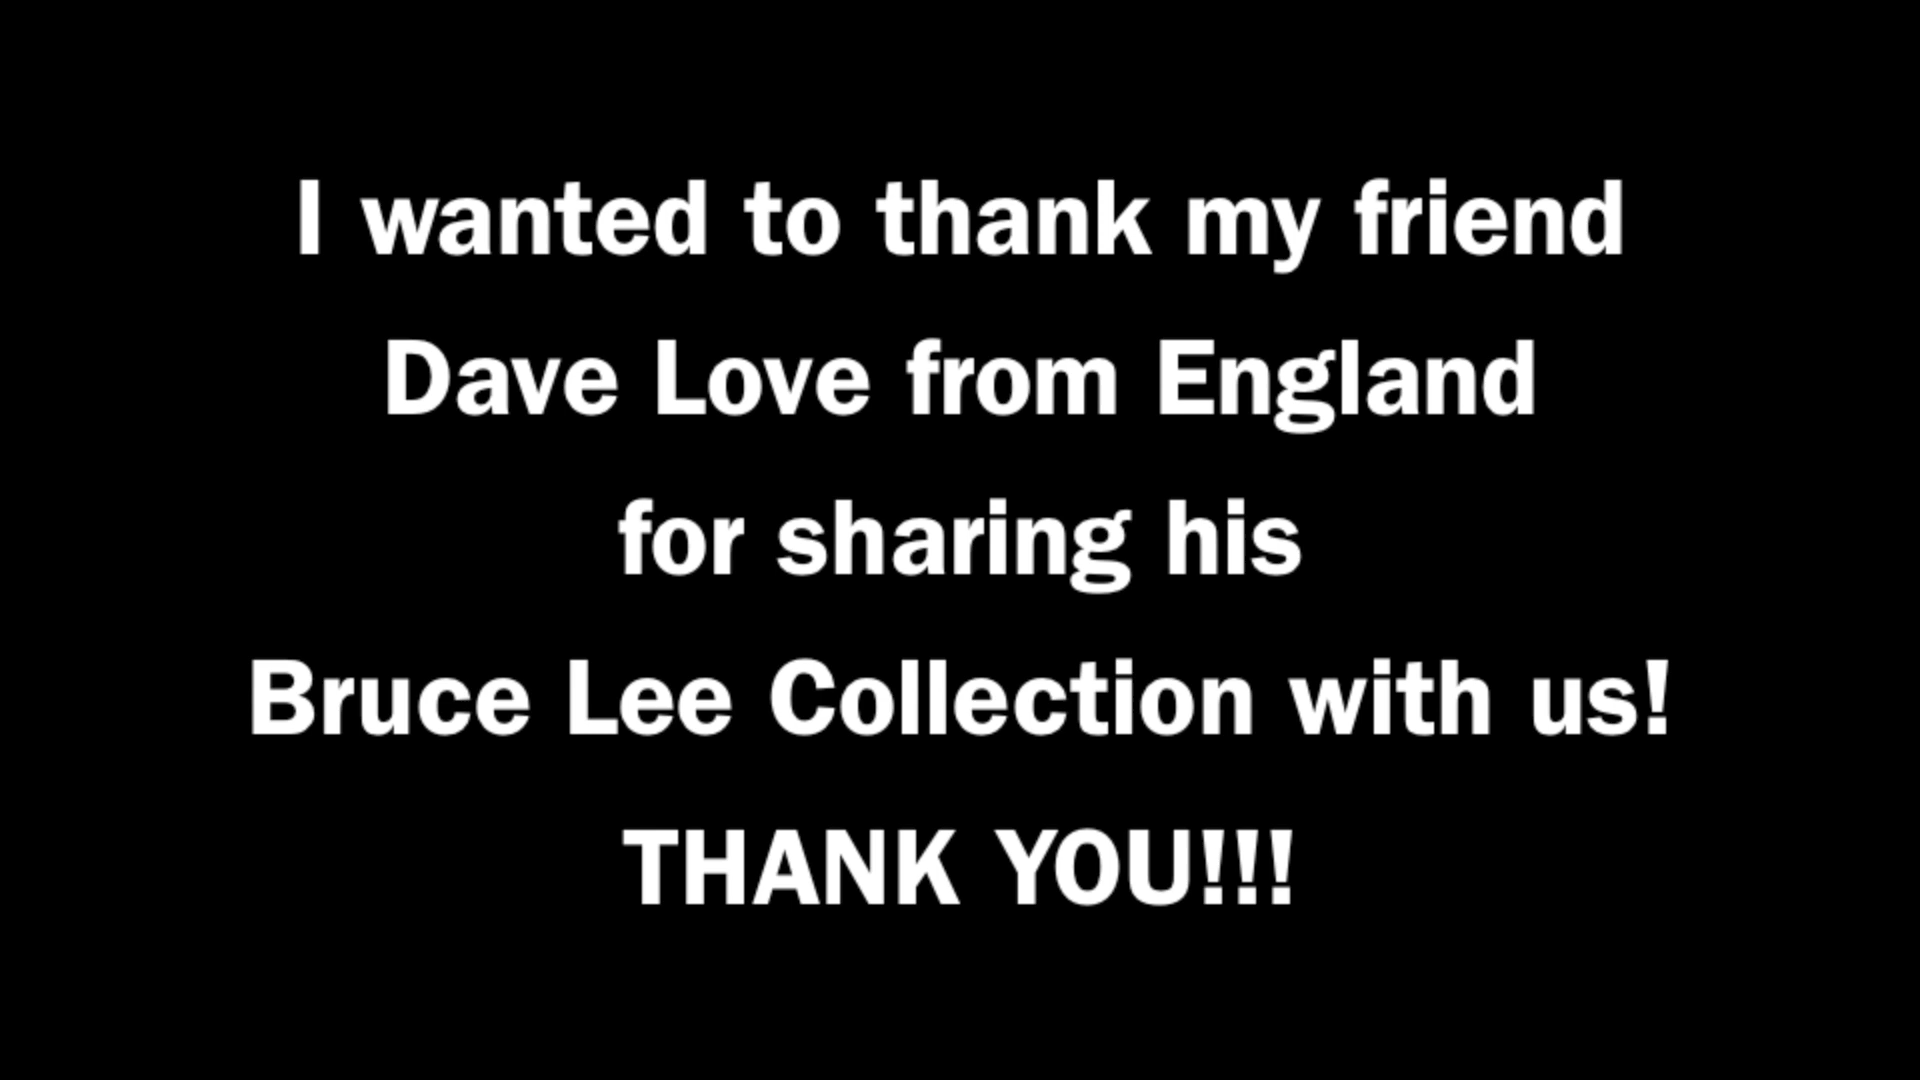 I wanted to thank my friend
Dave Love from England
for sharing his
Bruce Lee Collection with us!
THANK YOU!!!